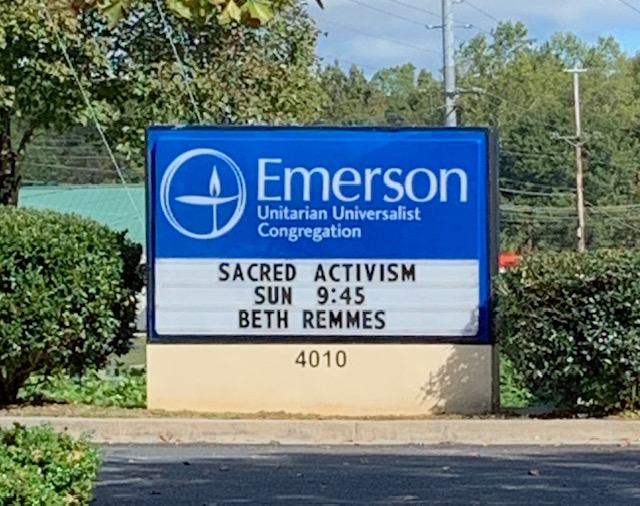 Emerson
Unitarian Universalist
Congregation
SACRED ACTIVISM
SUN 9:45
BETH REMMES
4010